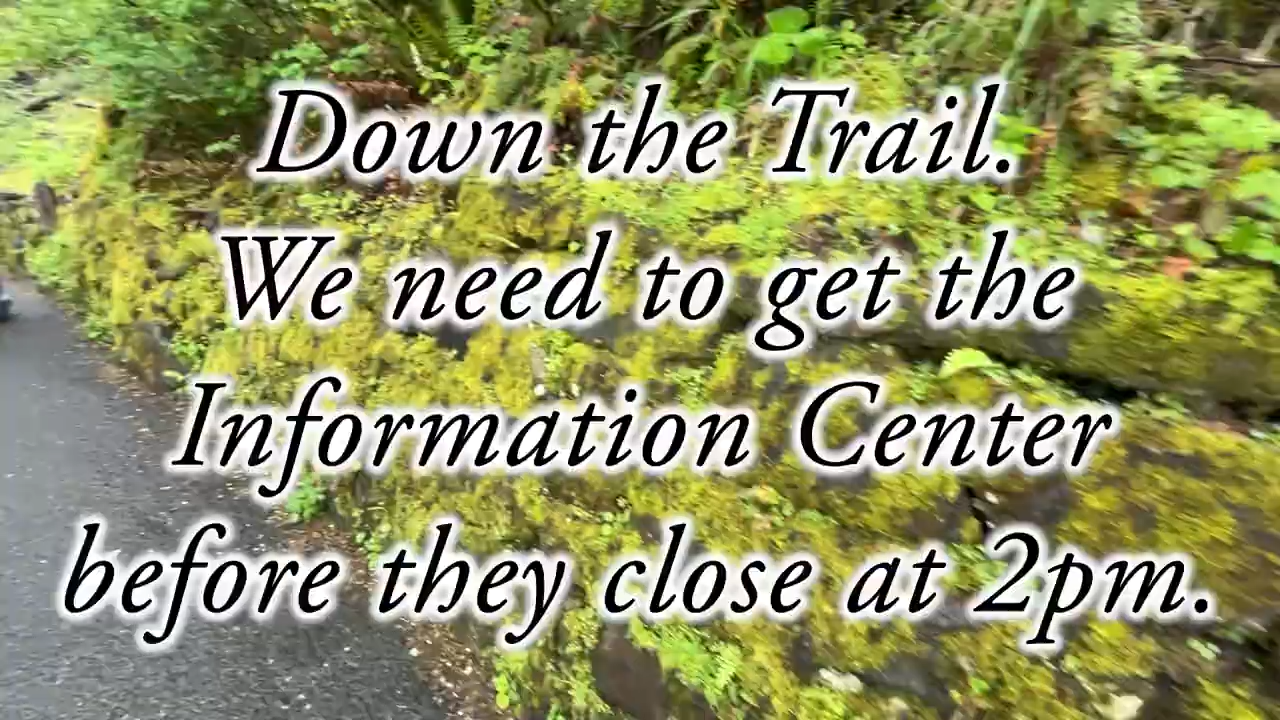 Down the Trail.
We need to get the
Information Center
before they close at 2pm.